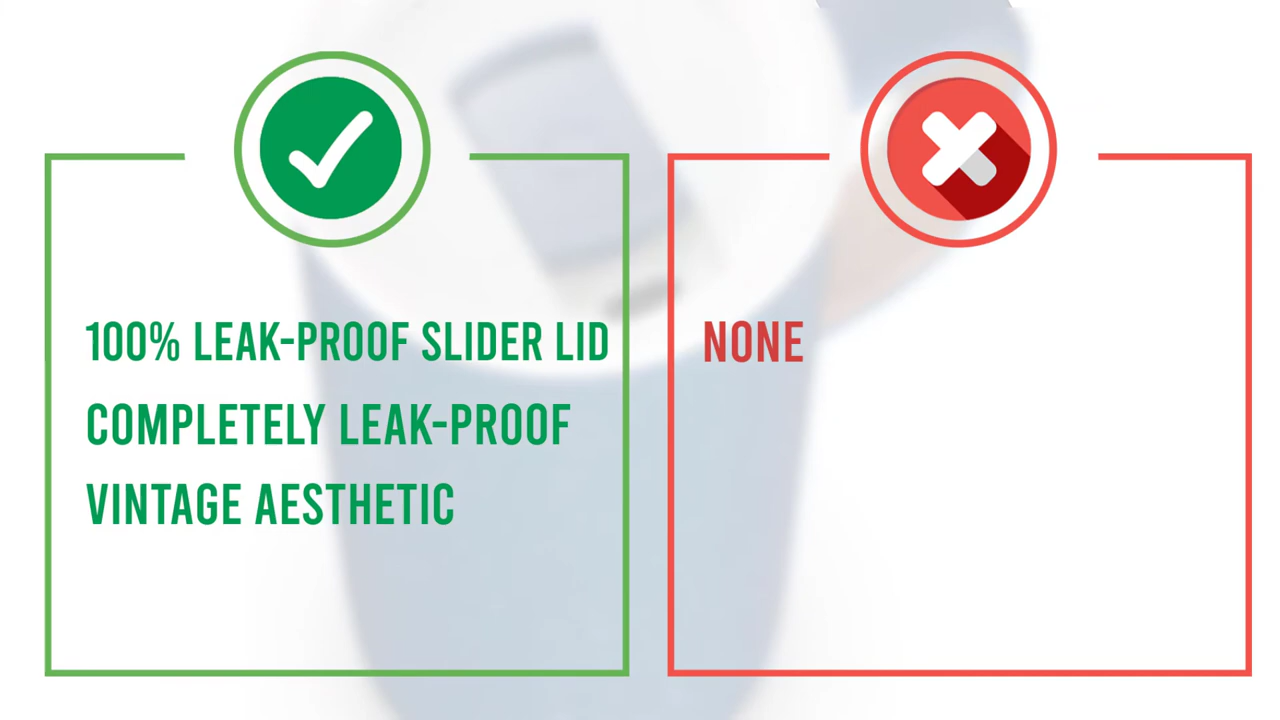 100% LEAK-PROOF SLIDER LID
COMPLETELY LEAK-PROOF
VINTAGE AESTHETIC
NONE